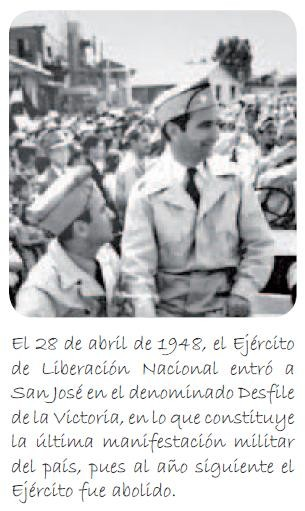 El 28 de abril de 1948, el Ejército
de Liberación Nacional entró a
San José en el denominado Desfile
de la Victoria, en lo que constituye
la última manifestación militar
del país, pues al año siguiente el
Ejército fue abolido.